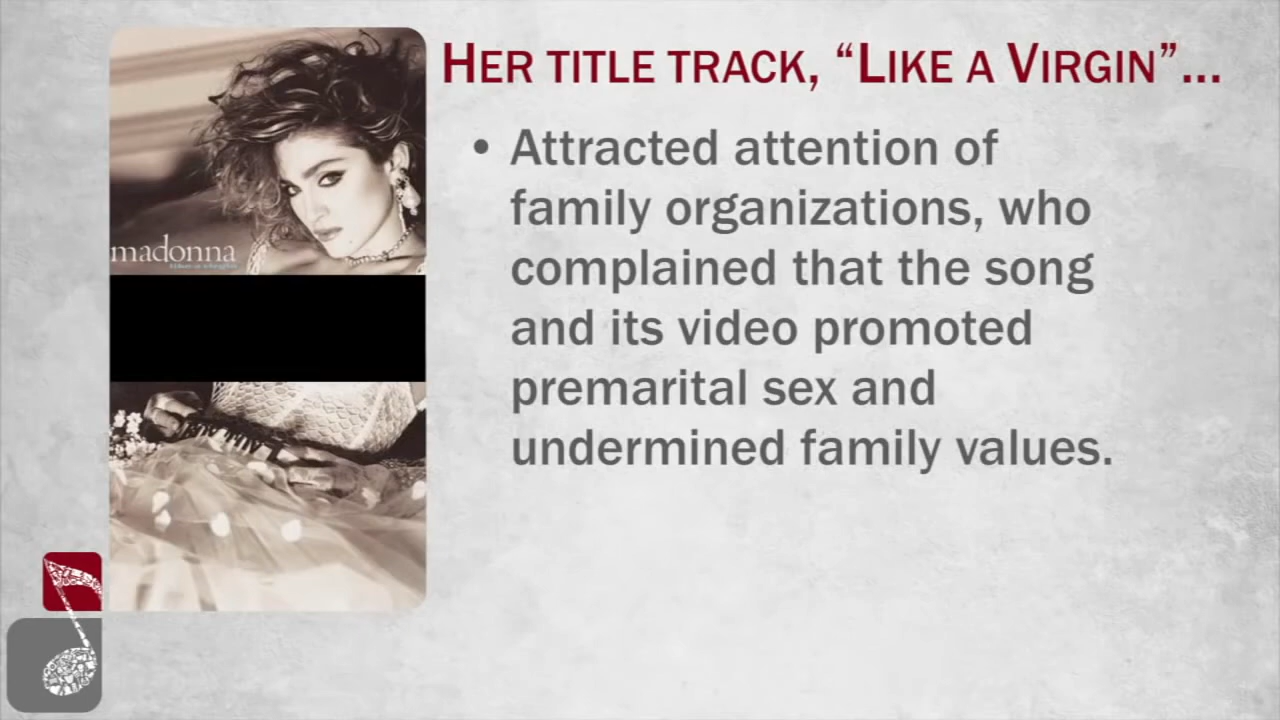 HER TITLE TRACK, “LIKE A VIRGIN”...
• Attracted attention of
family organizations, who
complained that the song
and its video promoted
premarital sex and
undermined family values.
madonna